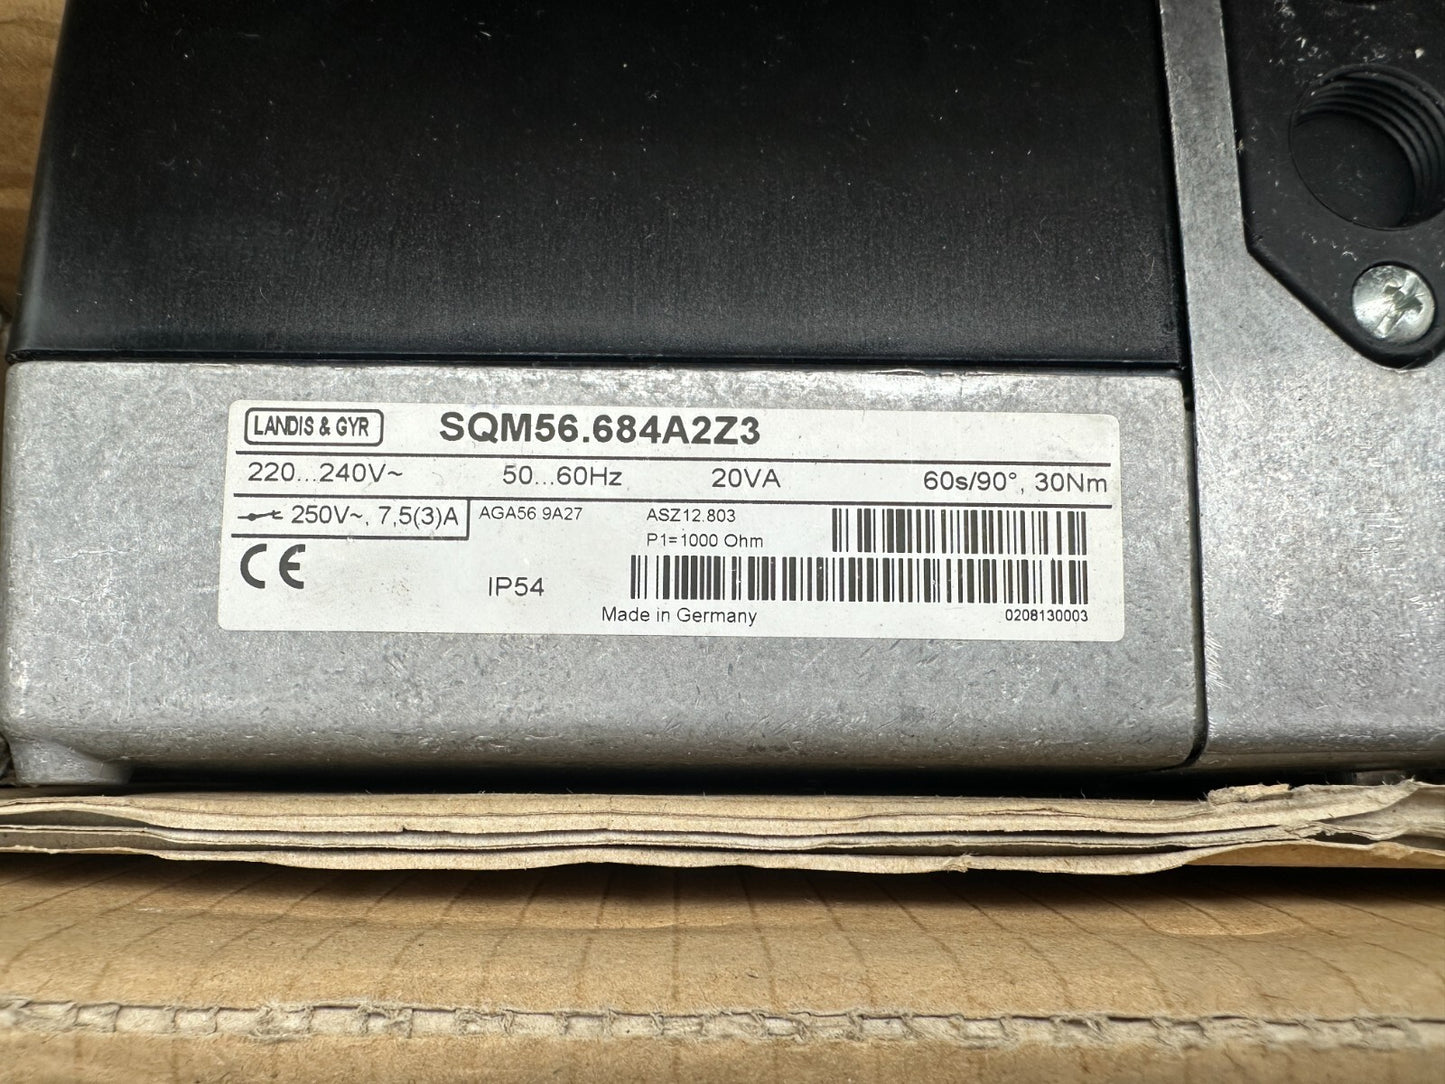 LANDIS & GYR SQM56.684A2Z3
220...240V~ 50...60Hz 20VA 60s/90°, 30Nm
250V~, 7,5(3)A AGA56 9A27 ASZ12.803
P1=1000 Ohm
CE IP54
Made in Germany 0208130003